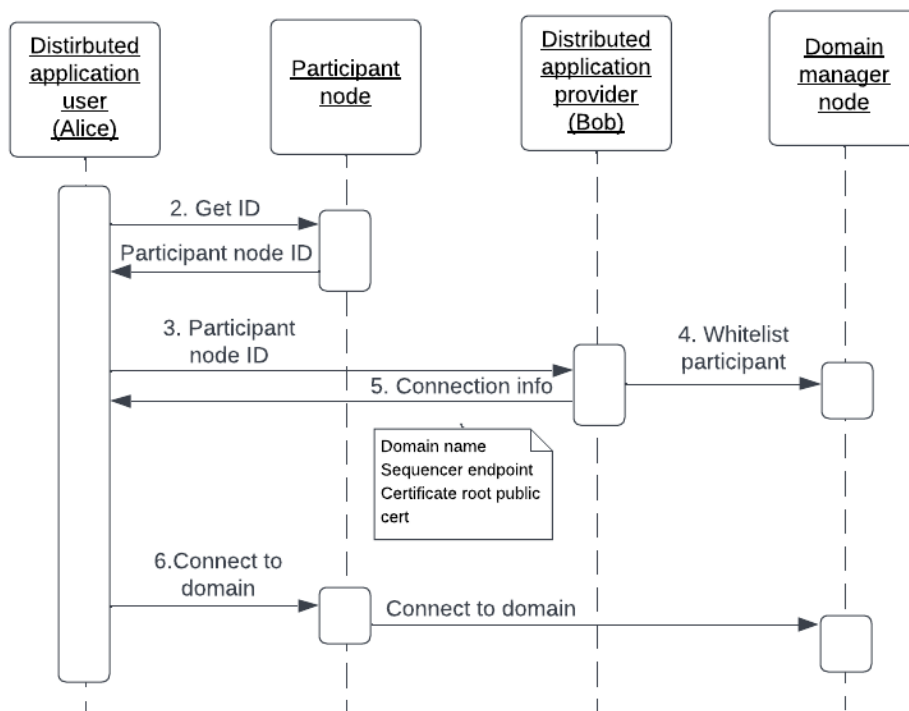 Distirbuted
application
user
(Alice)
Participant
node
Distributed
application
provider
(Bob)
Domain
manager
node
2. Get ID
Participant node ID
3. Participant
node ID
4. Whitelist
participant
5. Connection info
Domain name
Sequencer endpoint
Certificate root public
cert
6.Connect to
domain
Connect to domain